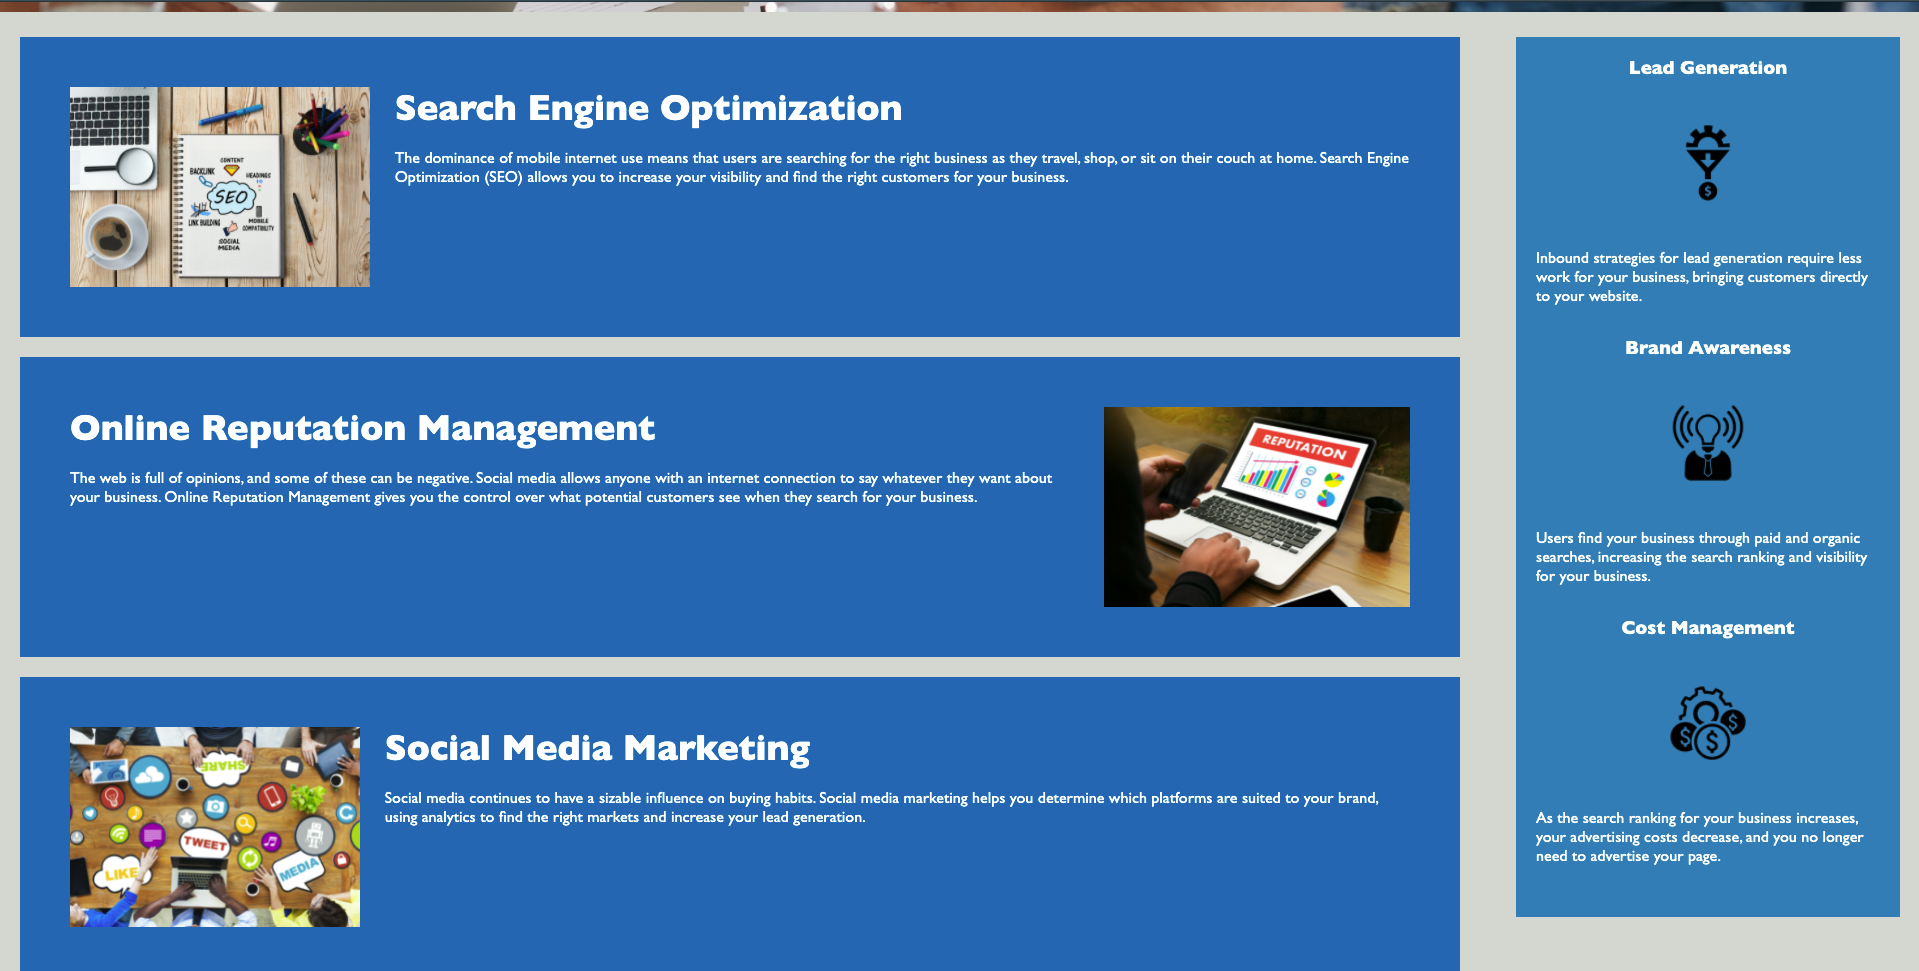 Search Engine Optimization
The dominance of mobile internet use means that users are searching for the right business as they travel, shop, or sit on their couch at home. Search Engine
Optimization (SEO) allows you to increase your visibility and find the right customers for your business.
CONTENT
BACKLINK
HEADINGS
SEO
LINK BUILDING
MOBILE
COMPATIBILITY
SOCIAL
MEDIA
Online Reputation Management
The web is full of opinions, and some of these can be negative. Social media allows anyone with an internet connection to say whatever they want about
your business. Online Reputation Management gives you the control over what potential customers see when they search for your business.
REPUTATION
Social Media Marketing
Social media continues to have a sizable influence on buying habits. Social media marketing helps you determine which platforms are suited to your brand,
using analytics to find the right markets and increase your lead generation.
SHARE
TWEET
LIKE
MEDIA
Lead Generation
$
Inbound strategies for lead generation require less
work for your business, bringing customers directly
to your website.
Brand Awareness
Users find your business through paid and organic
searches, increasing the search ranking and visibility
for your business.
Cost Management
$
$
$
As the search ranking for your business increases,
your advertising costs decrease, and you no longer
need to advertise your page.